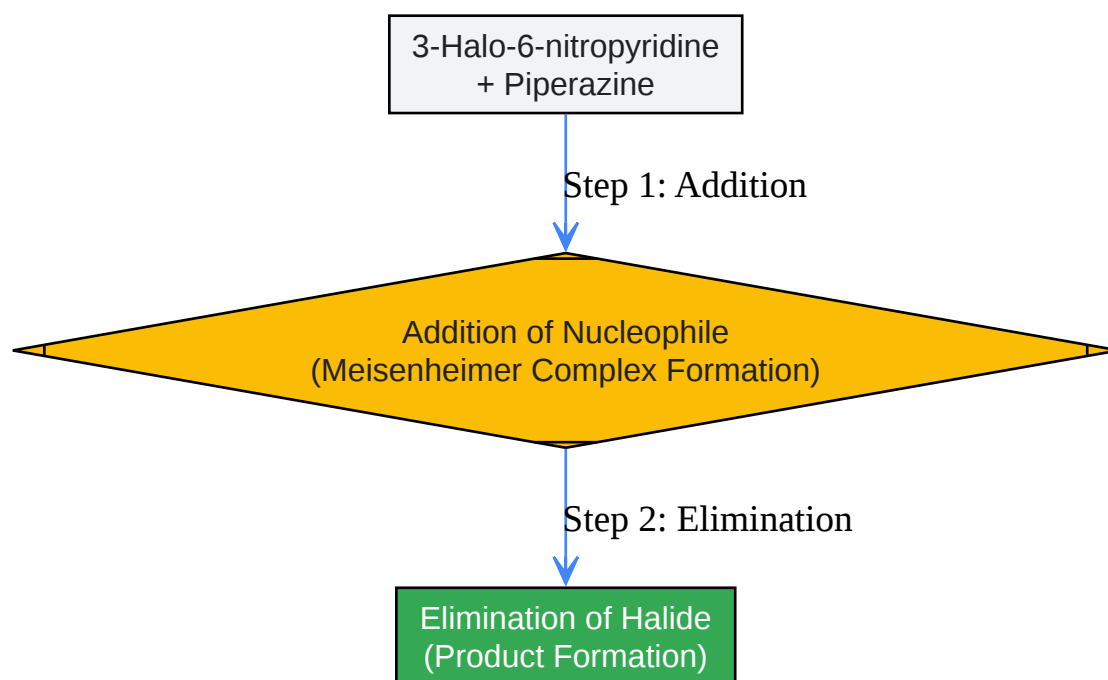 3-Halo-6-nitropyridine
+ Piperazine
Step 1: Addition
Addition of Nucleophile
(Meisenheimer Complex Formation)
Step 2: Elimination
Elimination of Halide
(Product Formation)